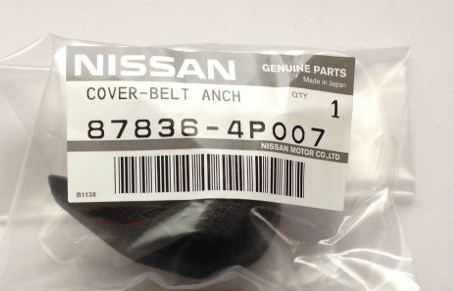 NISSAN GENUINE PARTS
Made in Japan
COVER-BELT ANCH QTY 1
87836-4P007
NISSAN MOTOR CO.,LTD.
B1138